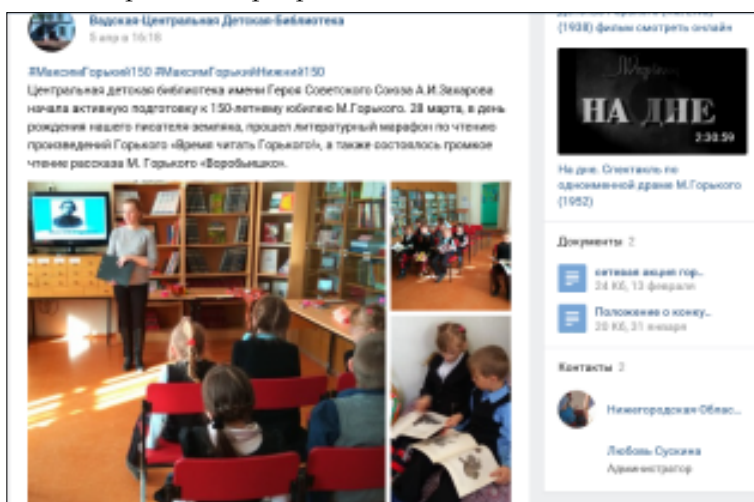 Вадская-Центральная Детская-Библиотека
5 апр в 16:18
#МаксимГорький150 #МаксимГорькийНижний150
Центральная детская библиотека имени Героя Советского Союза А.И.Захарова
начала активную подготовку к 150-летнему юбилею М.Горького. 28 марта, в день
рождения нашего писателя-земляка, прошел литературный марафон по чтению
произведений Горького «Время читать Горького!», а также состоялось громкое
чтение рассказа М. Горького «Воробьишко».
(1938) фильм смотреть онлайн
НА ДНЕ
2:30:59
На дне. Спектакль по
одноименной драме М.Горького
(1952)
Документы 2
сетевая акция гор..
24 Кб, 13 февраля
Положение о конку..
20 Кб, 31 января
Контакты 2
Нижегородская-Облас...
Любовь Сускина
Администратор